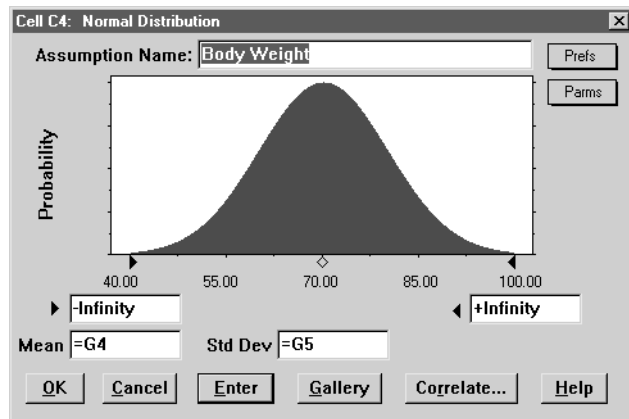 Cell C4: Normal Distribution
Assumption Name: Body Weight
Prefs
Parms
Probability
40.00 55.00 70.00 85.00 100.00
-Infinity +Infinity
Mean =G4 Std Dev =G5
OK Cancel Enter Gallery Correlate... Help